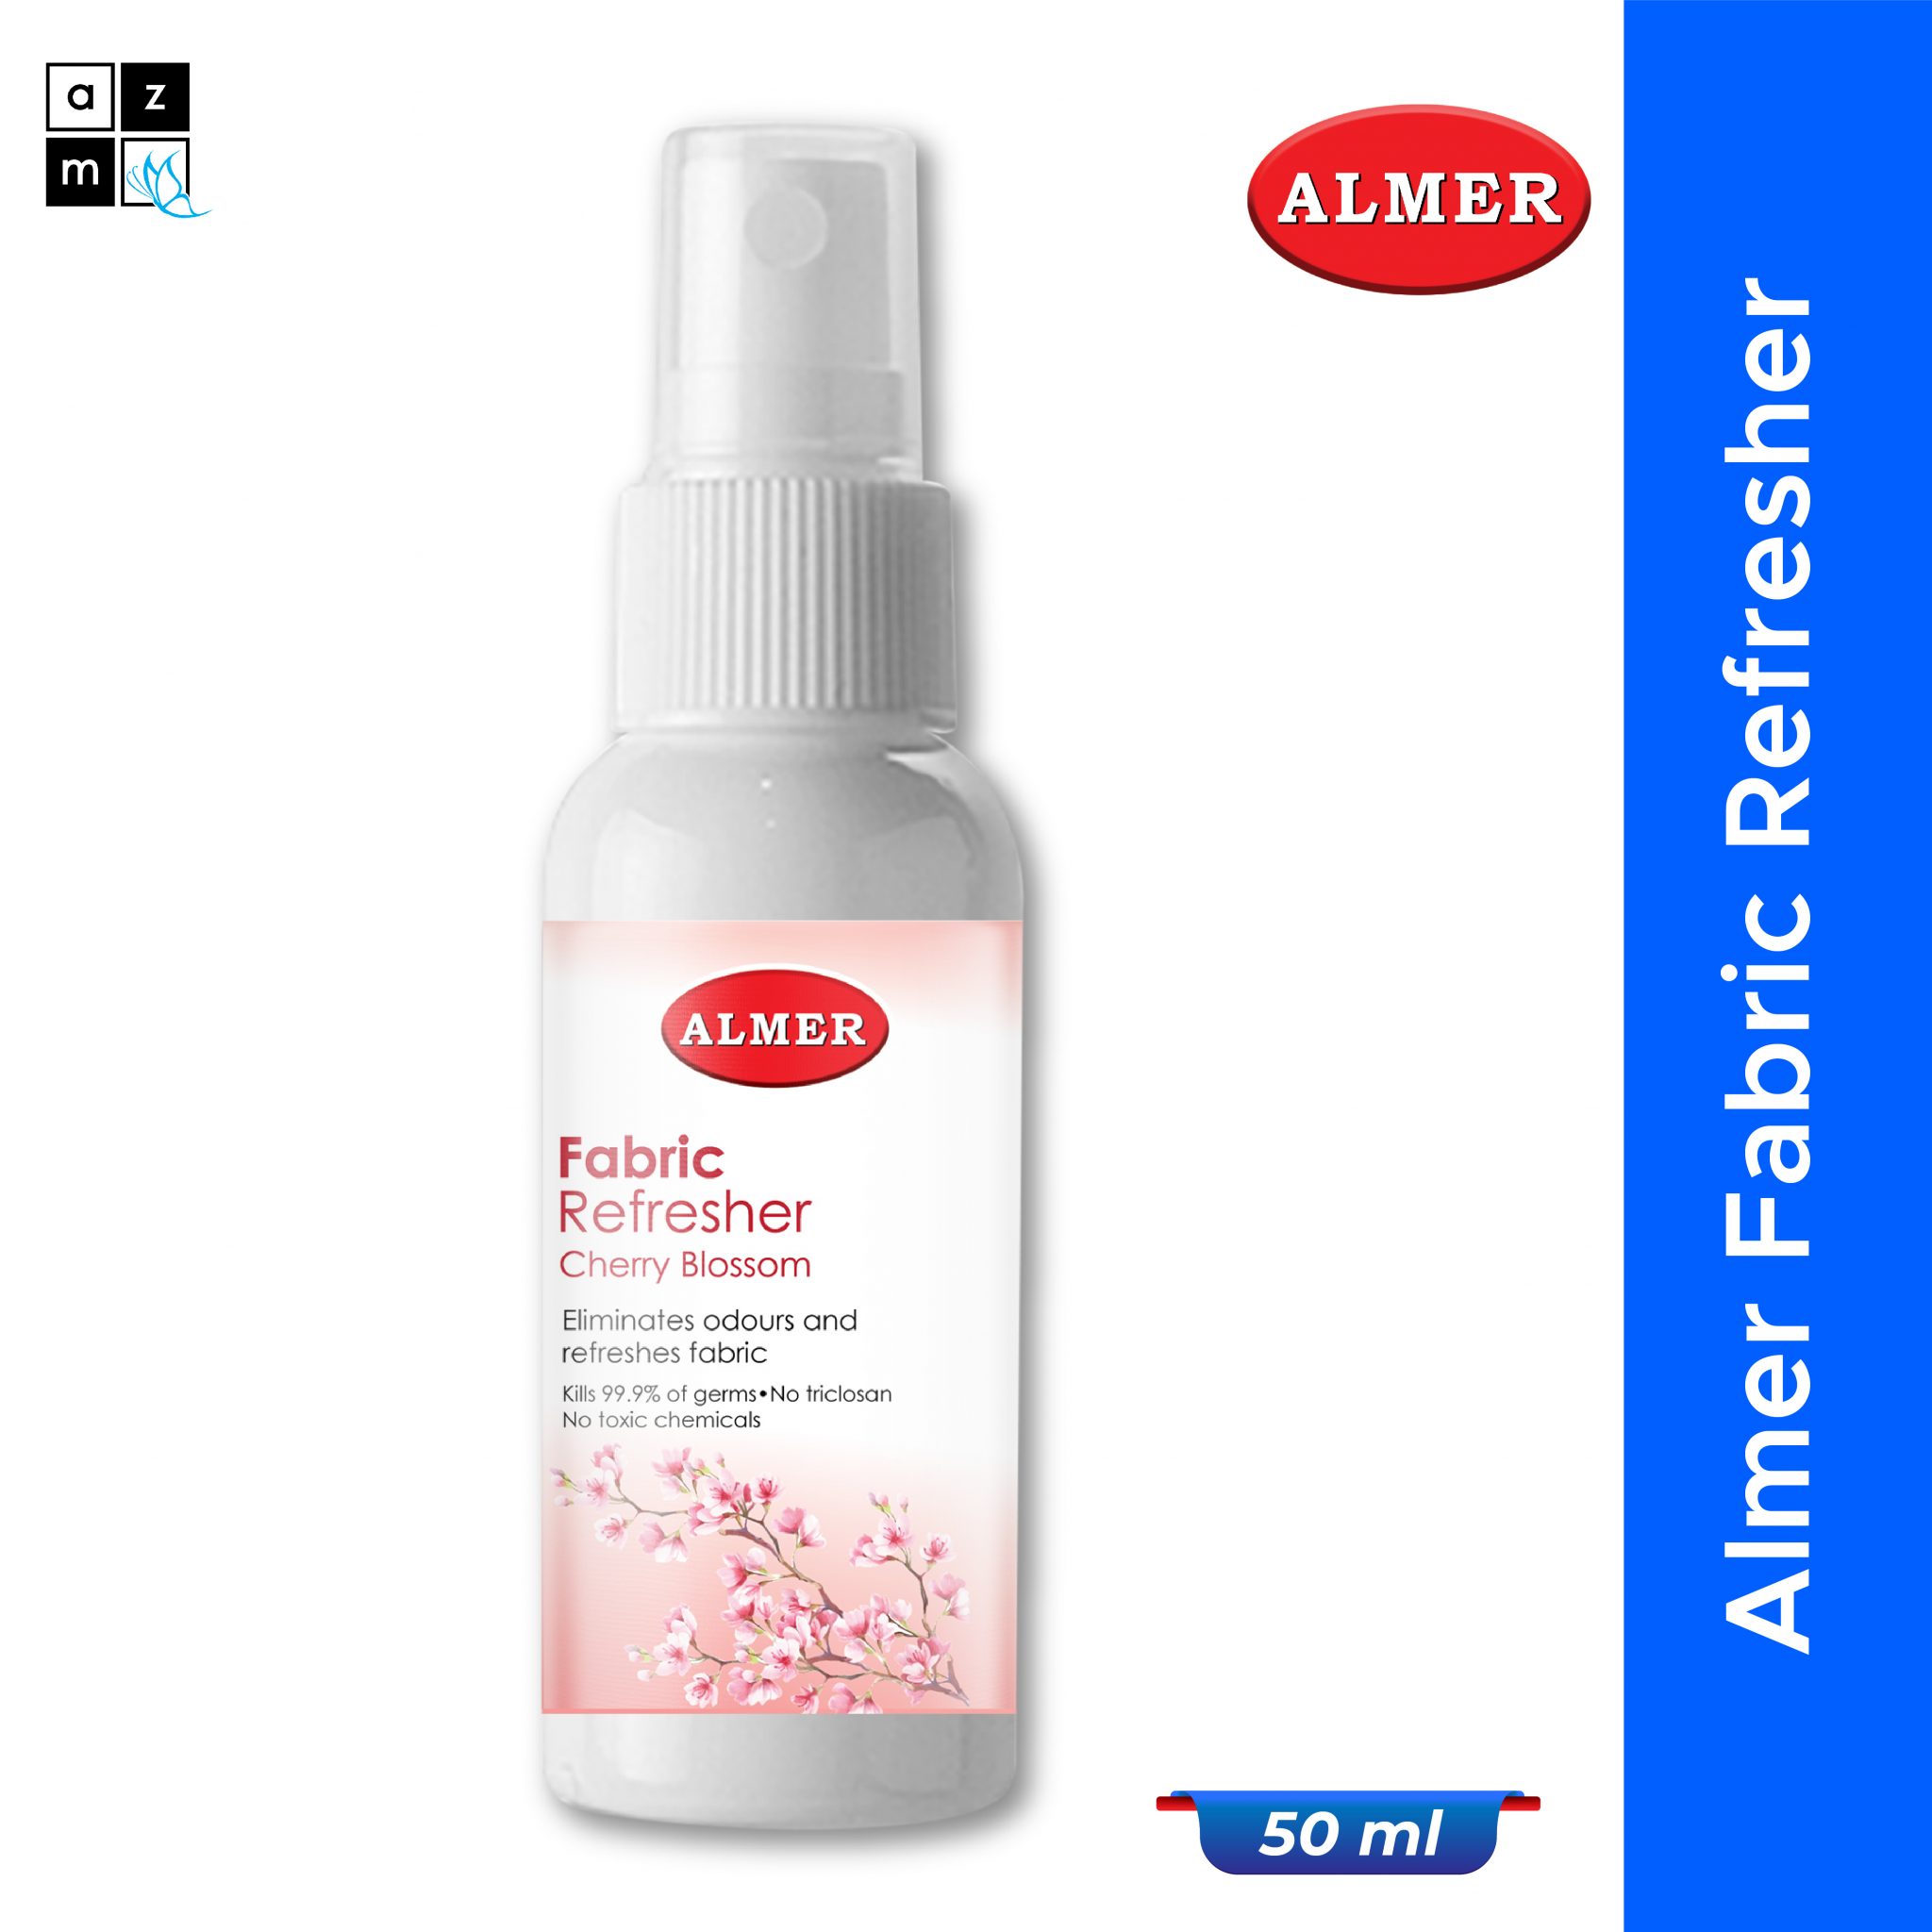 a z
m
ALMER
ALMER
Fabric
Refresher
Cherry Blossom
Eliminates odours and
refreshes fabric
Kills 99.9% of germs•No triclosan
No toxic chemicals
50 ml
Almer Fabric Refresher